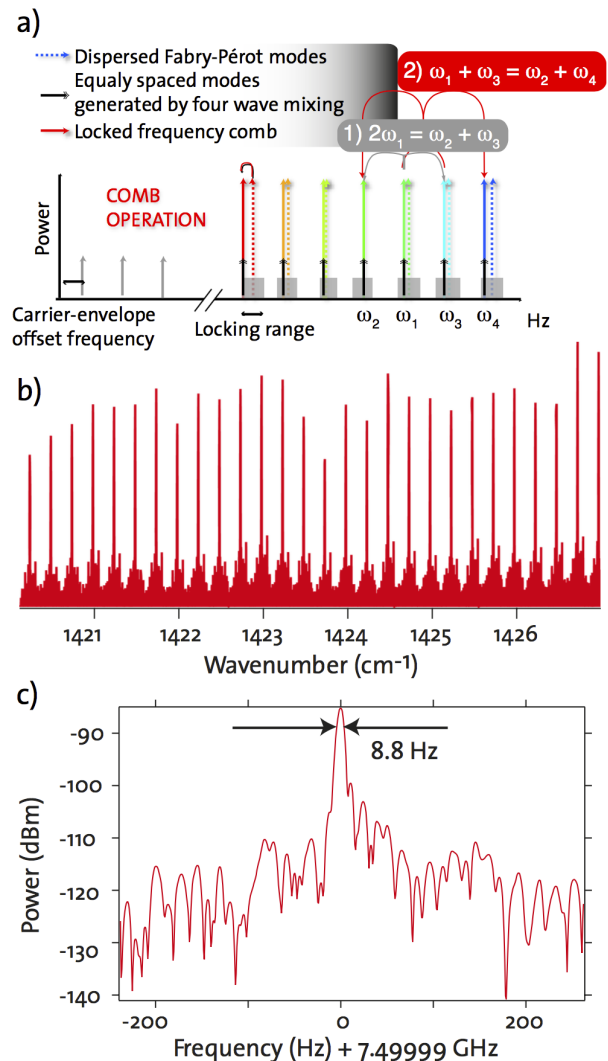 a)
Dispersed Fabry-Pérot modes
Equaly spaced modes
generated by four wave mixing
Locked frequency comb
2) ω₁ + ω₃ = ω₂ + ω₄
1) 2ω₁ = ω₂ + ω₃
COMB
OPERATION
Power
Carrier-envelope
offset frequency
Locking range
ω₂ ω₁ ω₃ ω₄ Hz
b)
1421 1422 1423 1424 1425 1426
Wavenumber (cm⁻¹)
c)
8.8 Hz
Power (dBm)
-90
-100
-110
-120
-130
-140
-200 0 200
Frequency (Hz) + 7.49999 GHz